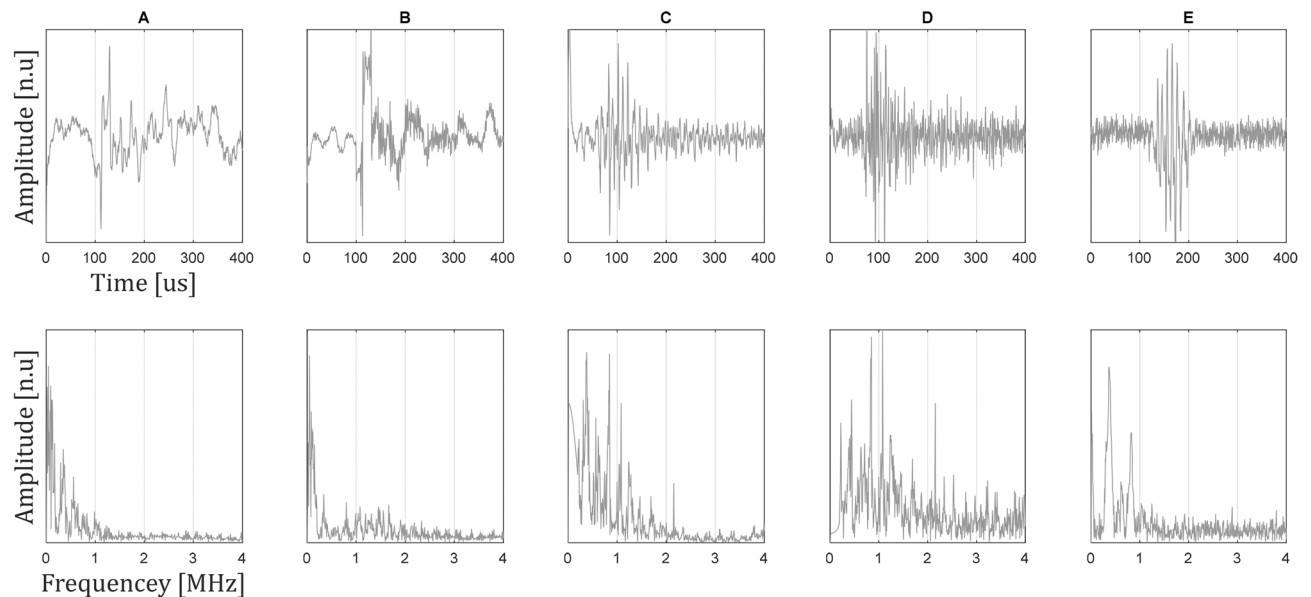 A B C D E
Amplitude [n.u]
0 100 200 300 400 0 100 200 300 400 0 100 200 300 400 0 100 200 300 400 0 100 200 300 400
Time [us]
Amplitude [n.u]
0 1 2 3 4 0 1 2 3 4 0 1 2 3 4 0 1 2 3 4 0 1 2 3 4
Frequencey [MHz]